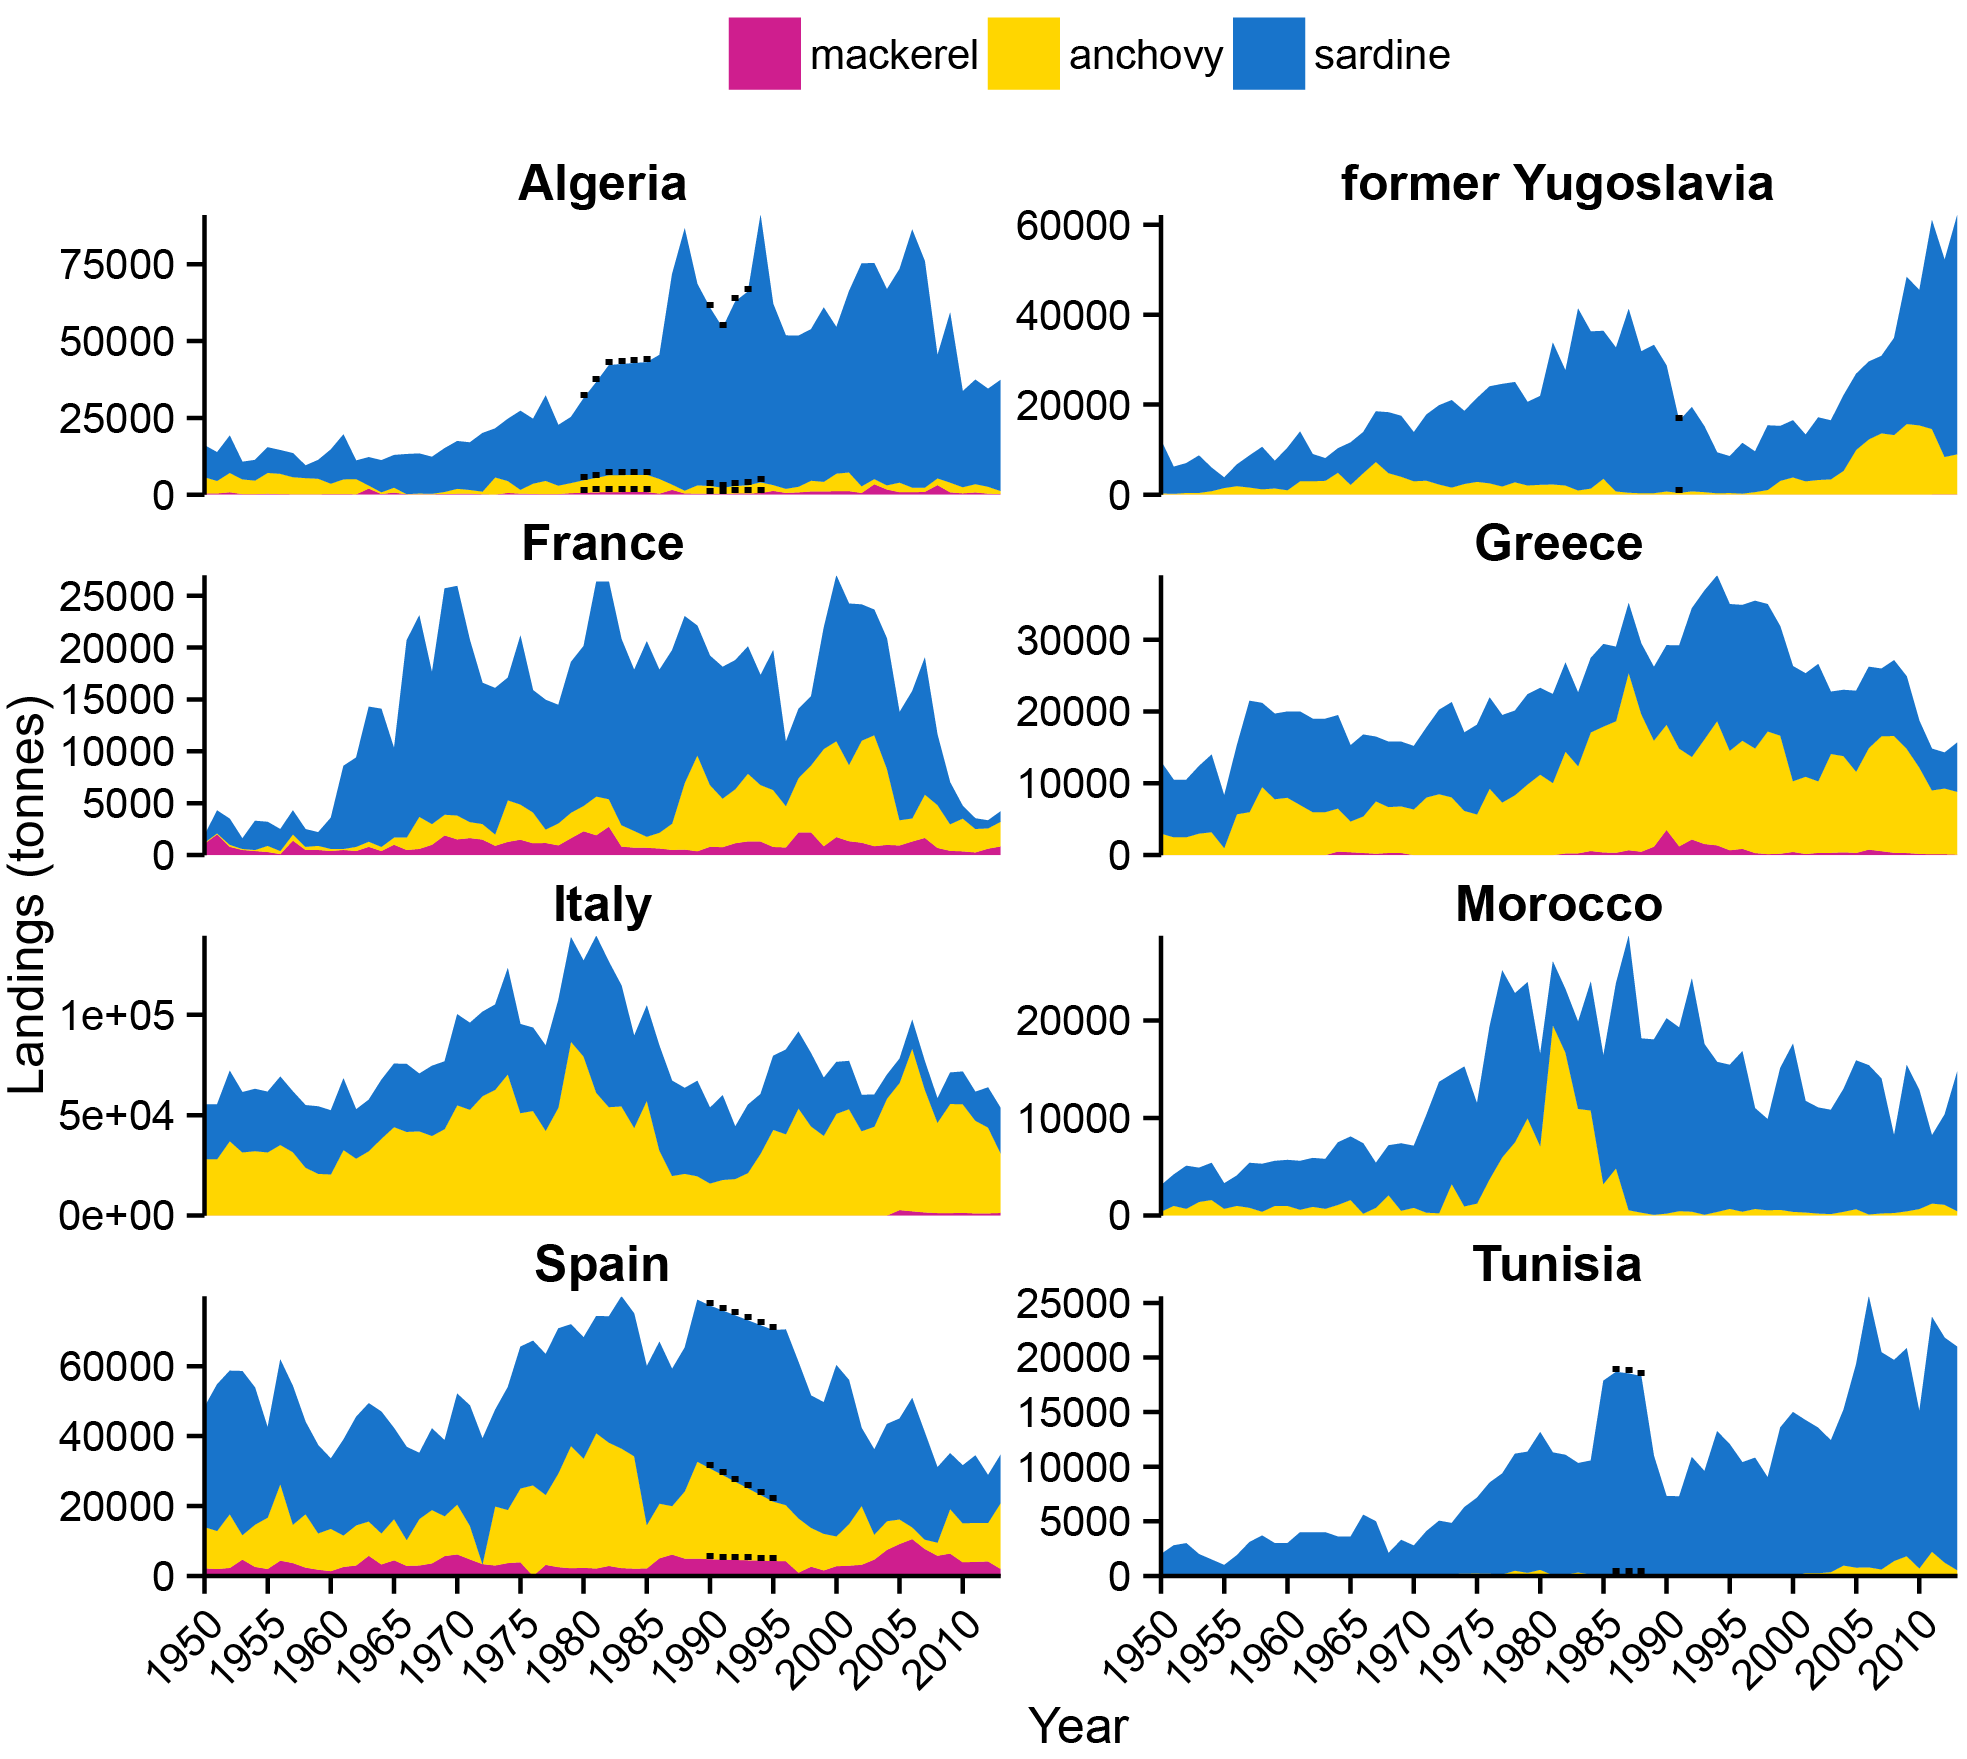 mackerel anchovy sardine
Algeria
former Yugoslavia
75000
50000
25000
0
60000
40000
20000
0
France
Greece
25000
20000
15000
10000
5000
0
30000
20000
10000
0
Italy
Morocco
1e+05
5e+04
0e+00
20000
10000
0
Spain
Tunisia
60000
40000
20000
0
25000
20000
15000
10000
5000
0
Landings (tonnes)
1950 1955 1960 1965 1970 1975 1980 1985 1990 1995 2000 2005 2010
1950 1955 1960 1965 1970 1975 1980 1985 1990 1995 2000 2005 2010
Year